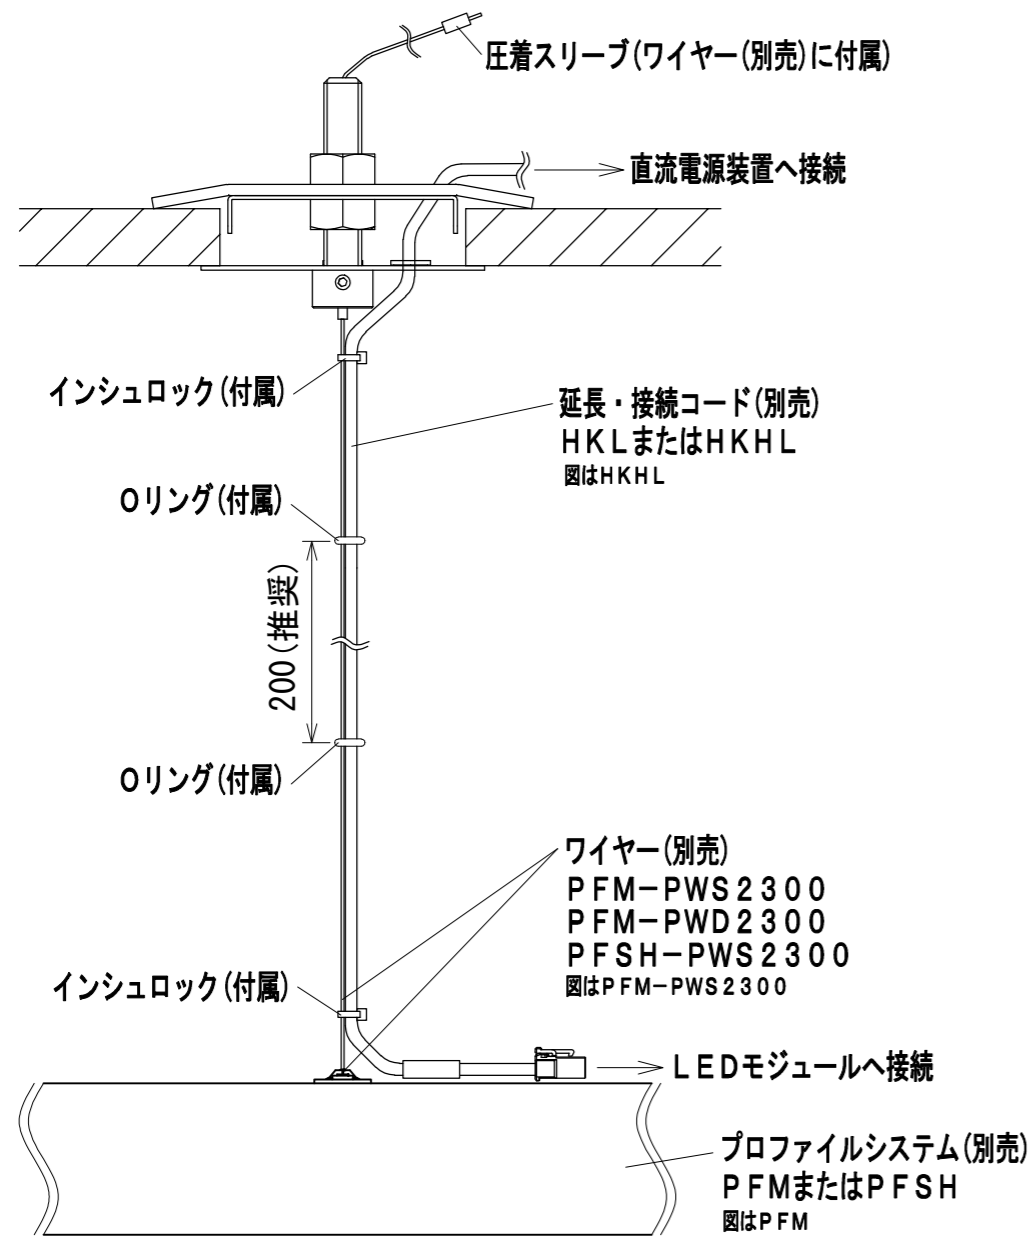 圧着スリーブ(ワイヤー(別売)に付属)
直流電源装置へ接続
インシュロック(付属)
延長・接続コード(別売)
ＨＫＬまたはＨＫＨＬ
図はＨＫＨＬ
Ｏリング(付属)
200(推奨)
Ｏリング(付属)
ワイヤー(別売)
ＰＦＭ−ＰＷＳ２３００
ＰＦＭ−ＰＷＤ２３００
ＰＦＳＨ−ＰＷＳ２３００
図はＰＦＭ−ＰＷＳ２３００
インシュロック(付属)
ＬＥＤモジュールへ接続
プロファイルシステム(別売)
ＰＦＭまたはＰＦＳＨ
図はＰＦＭ